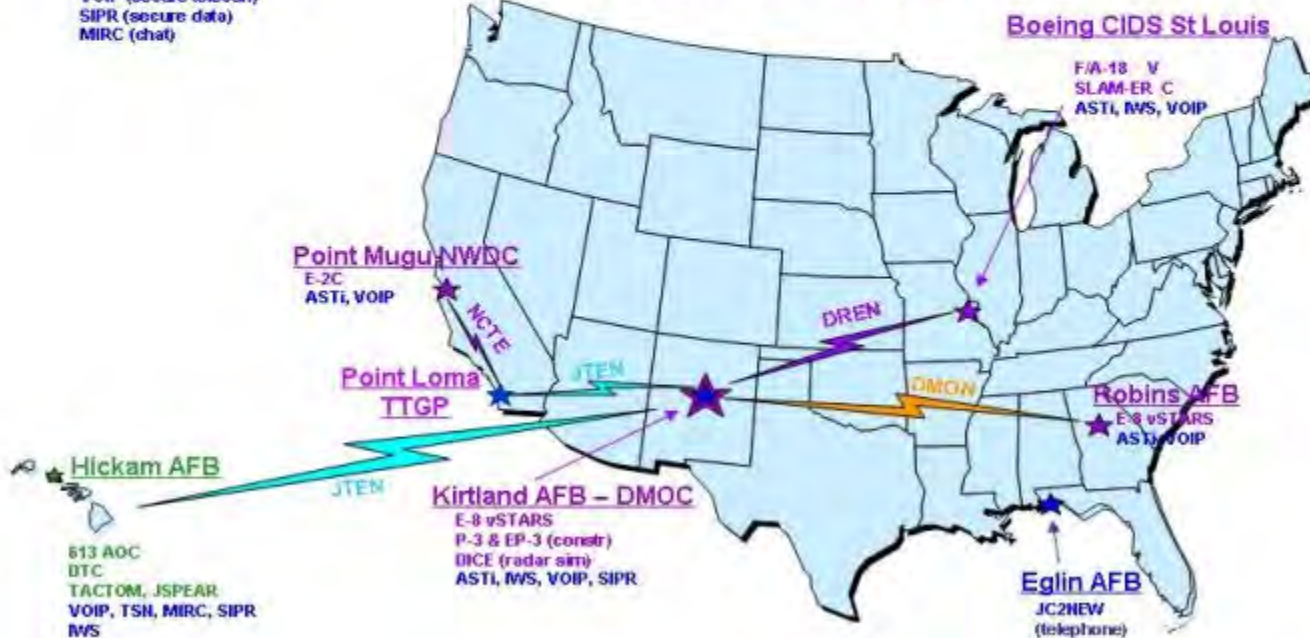 SIPR (secure data)
MIRC (chat)
Boeing CIDS St Louis
F/A-18 V
SLAM-ER C
ASTi, IWS, VOIP
Point Mugu NWDC
E-2C
ASTi, VOIP
NCTE
DREN
Point Loma
TTGP
JTEN
DMON
Robins AFB
E-8 vSTARS
ASTi, VOIP
Hickam AFB
JTEN
Kirtland AFB – DMOC
E-8 vSTARS
P-3 & EP-3 (constr)
DICE (radar sim)
ASTi, IWS, VOIP, SIPR
613 AOC
DTC
TACTOM, JSPEAR
VOIP, TSN, MIRC, SIPR
IWS
Eglin AFB
JC2NEW
(telephone)